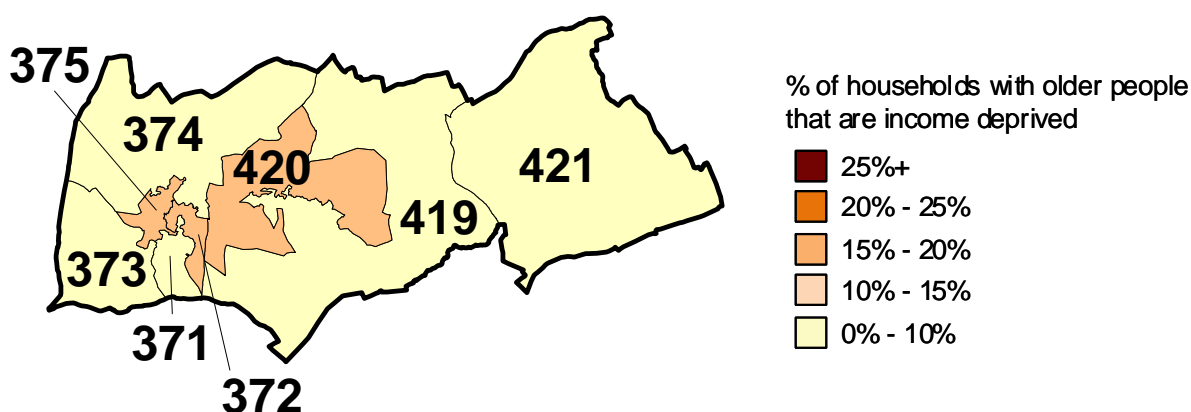 375
374
420
421
419
373
371
372
% of households with older people
that are income deprived
25%+
20% - 25%
15% - 20%
10% - 15%
0% - 10%